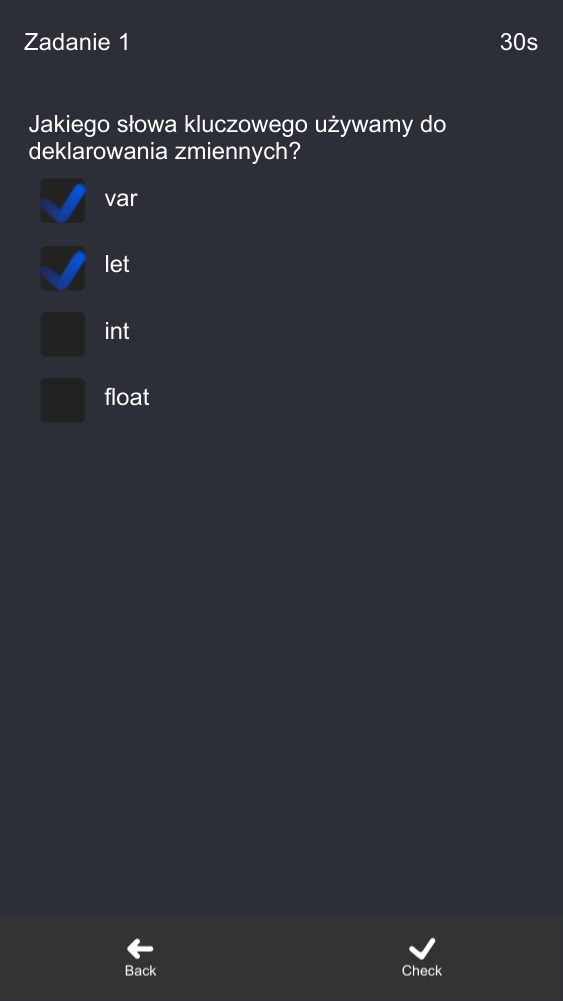 Zadanie 1
30s
Jakiego słowa kluczowego używamy do
deklarowania zmiennych?
var
let
int
float
Back
Check